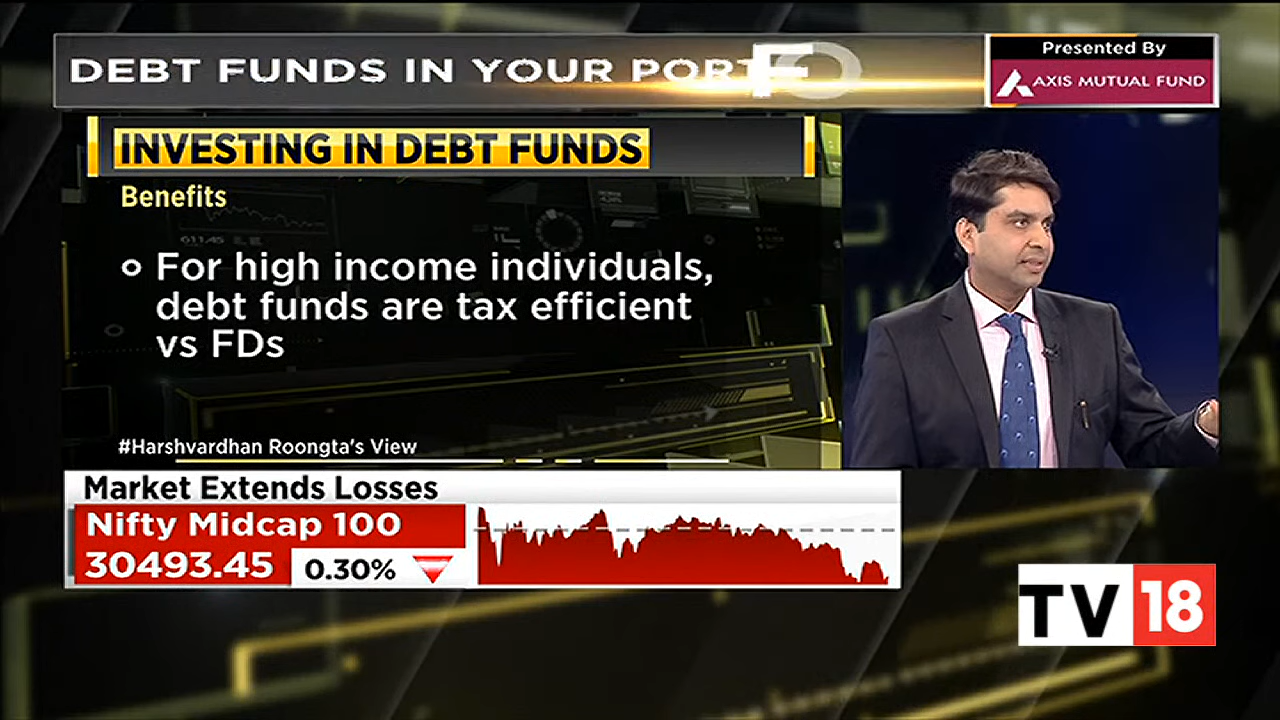 DEBT FUNDS IN YOUR PORT
Presented By
AXIS MUTUAL FUND
INVESTING IN DEBT FUNDS
Benefits
For high income individuals,
debt funds are tax efficient
vs FDs
#Harshvardhan Roongta's View
Market Extends Losses
Nifty Midcap 100
30493.45 0.30%
TV18